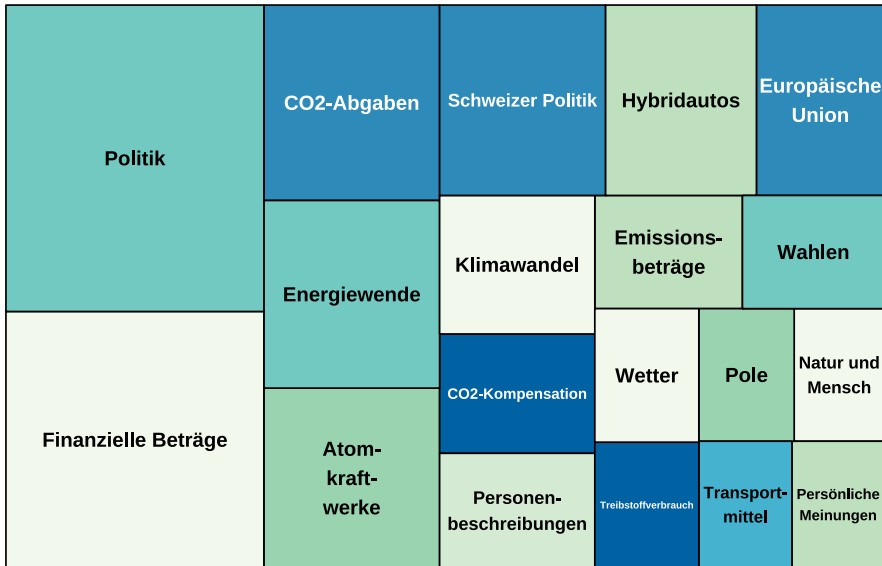 Politik
Finanzielle Beträge
CO2-Abgaben
Energiewende
Atom-
kraft-
werke
Schweizer Politik
Hybridautos
Europäische
Union
Klimawandel
Emissions-
beträge
Wahlen
CO2-Kompensation
Personen-
beschreibungen
Wetter
Pole
Natur und
Mensch
Treibstoffverbrauch
Transport-
mittel
Persönliche
Meinungen